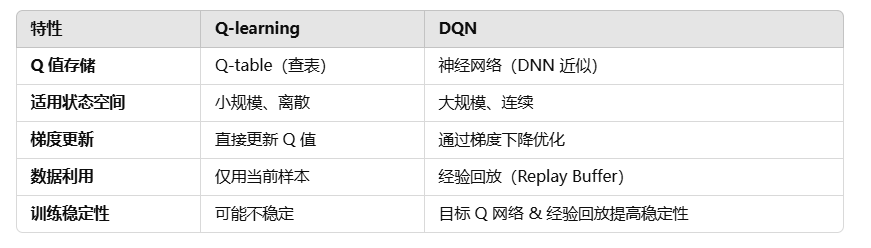 特性 Q-learning DQN
Q 值存储 Q-table（查表） 神经网络（DNN 近似）
适用状态空间 小规模、离散 大规模、连续
梯度更新 直接更新 Q 值 通过梯度下降优化
数据利用 仅用当前样本 经验回放（Replay Buffer）
训练稳定性 可能不稳定 目标 Q 网络 & 经验回放提高稳定性